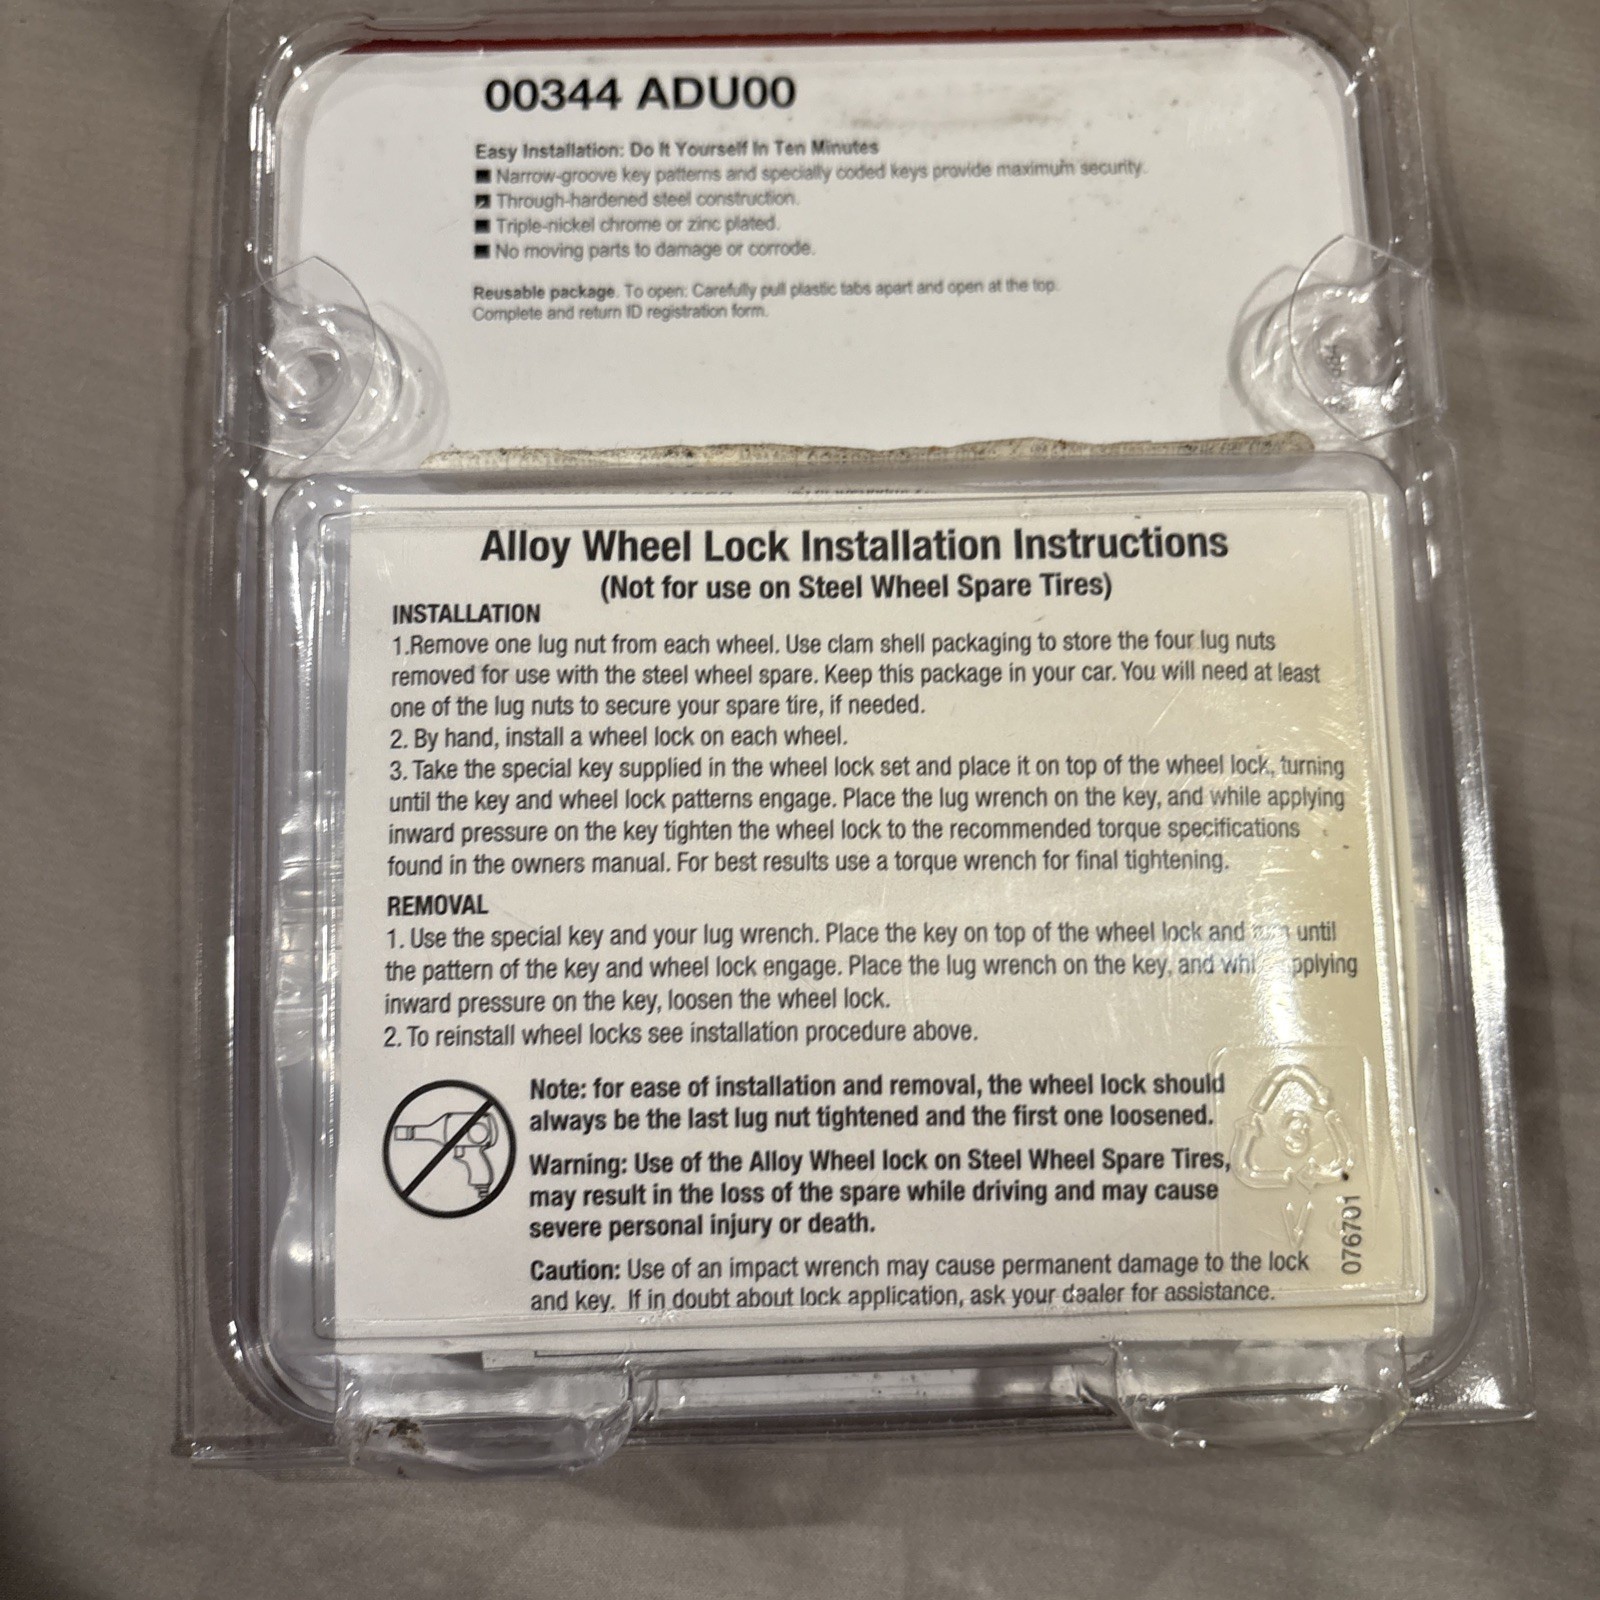 00344 ADU00
Easy Installation: Do It Yourself In Ten Minutes
Narrow-groove key patterns and specially coded keys provide maximum security.
Through-hardened steel construction.
Triple-nickel chrome or zinc plated.
No moving parts to damage or corrode.
Reusable package. To open: Carefully pull plastic tabs apart and open at the top.
Complete and return ID registration form.
Alloy Wheel Lock Installation Instructions
(Not for use on Steel Wheel Spare Tires)
INSTALLATION
1.Remove one lug nut from each wheel. Use clam shell packaging to store the four lug nuts
removed for use with the steel wheel spare. Keep this package in your car. You will need at least
one of the lug nuts to secure your spare tire, if needed.
2. By hand, install a wheel lock on each wheel.
3. Take the special key supplied in the wheel lock set and place it on top of the wheel lock, turning
until the key and wheel lock patterns engage. Place the lug wrench on the key, and while applying
inward pressure on the key tighten the wheel lock to the recommended torque specifications
found in the owners manual. For best results use a torque wrench for final tightening.
REMOVAL
1. Use the special key and your lug wrench. Place the key on top of the wheel lock and until
the pattern of the key and wheel lock engage. Place the lug wrench on the key, and
inward pressure on the key, loosen the wheel lock.
2. To reinstall wheel locks see installation procedure above.
Note: for ease of installation and removal, the wheel lock should
always be the last lug nut tightened and the first one loosened.
Warning: Use of the Alloy Wheel lock on Steel Wheel Spare Tires,
may result in the loss of the spare while driving and may cause
severe personal injury or death.
Caution: Use of an impact wrench may cause permanent damage to the lock
and key. If in doubt about lock application, ask your dealer for assistance.
076701